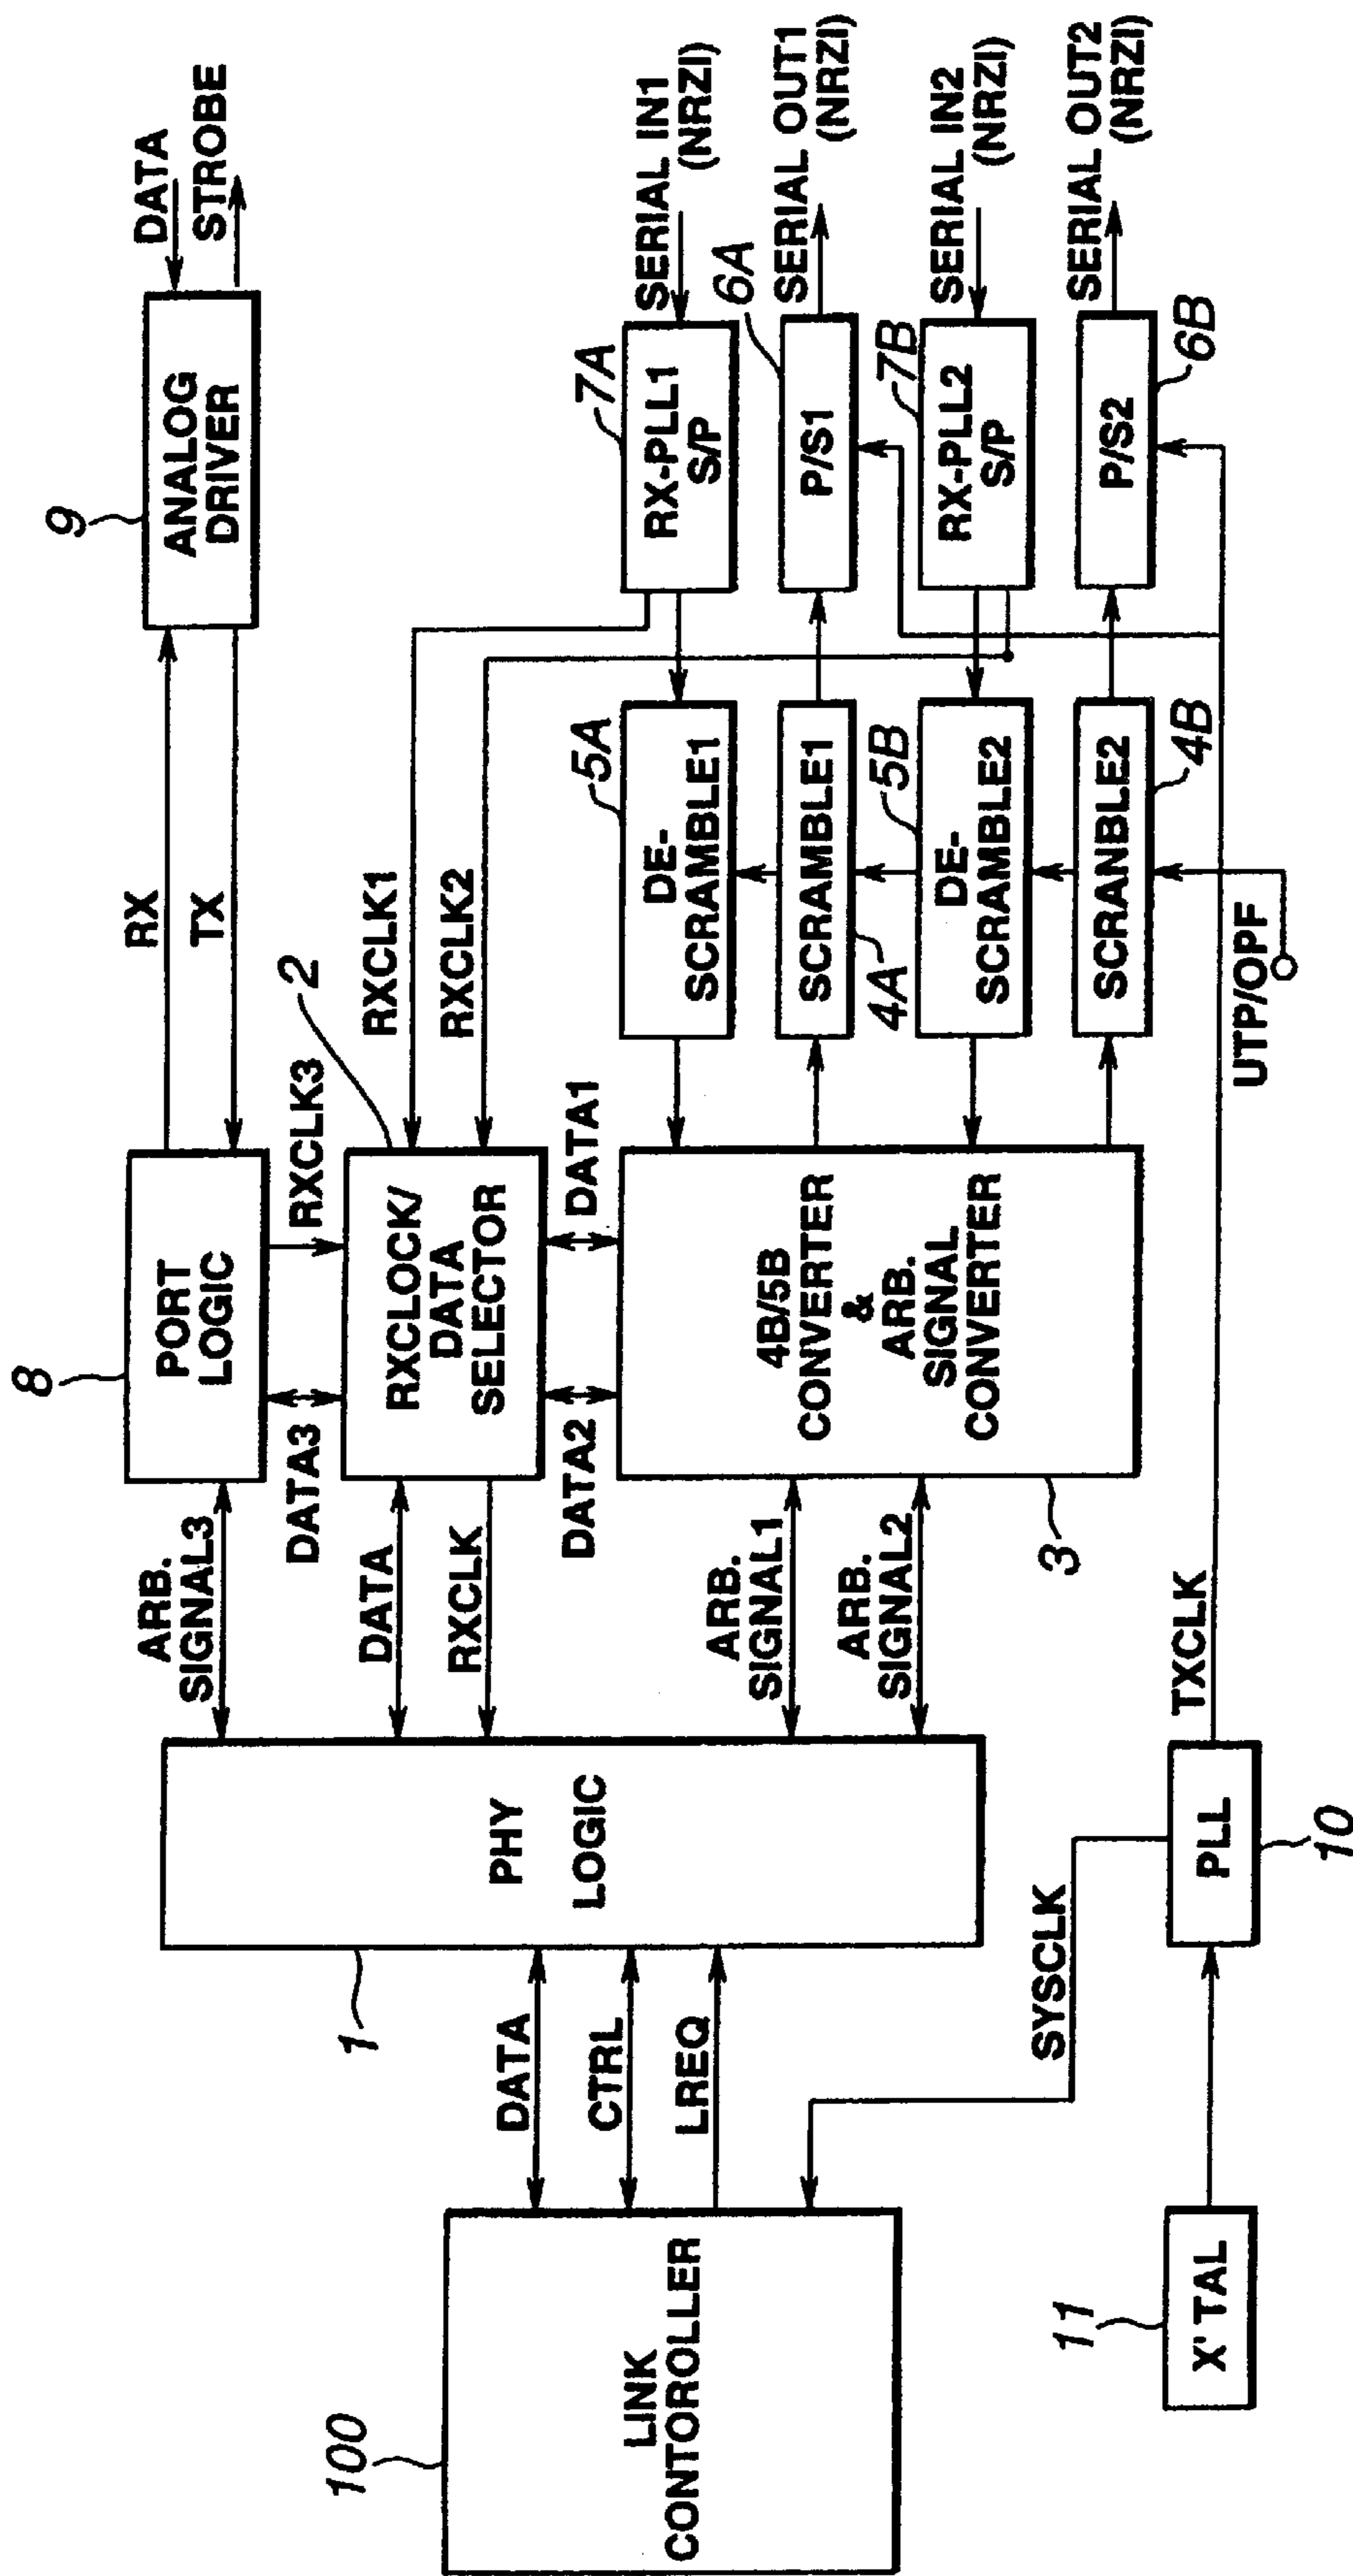 9
ANALOG
DRIVER
DATA
STROBE
RX
TX
8
PORT
LOGIC
ARB.
SIGNAL3
DATA3
RXCLK3
2
RXCLOCK/
DATA
SELECTOR
RXCLK1
RXCLK2
DATA
RXCLK
DATA2
DATA1
4B/5B
CONVERTER
&
ARB.
SIGNAL
CONVERTER
3
ARB.
SIGNAL1
ARB.
SIGNAL2
PHY
LOGIC
1
DATA
CTRL
LREQ
SYSCLK
100
LINK
CONTOROLLER
11
X' TAL
PLL
10
TXCLK
UTP/OPF
5A
DE-
SCRAMBLE1
SCRAMBLE1
4A
5B
DE-
SCRAMBLE2
SCRANBLE2
4B
7A
RX-PLL1
S/P
P/S1
6A
7B
RX-PLL2
S/P
P/S2
6B
SERIAL IN1
(NRZI)
SERIAL OUT1
(NRZI)
SERIAL IN2
(NRZI)
SERIAL OUT2
(NRZI)